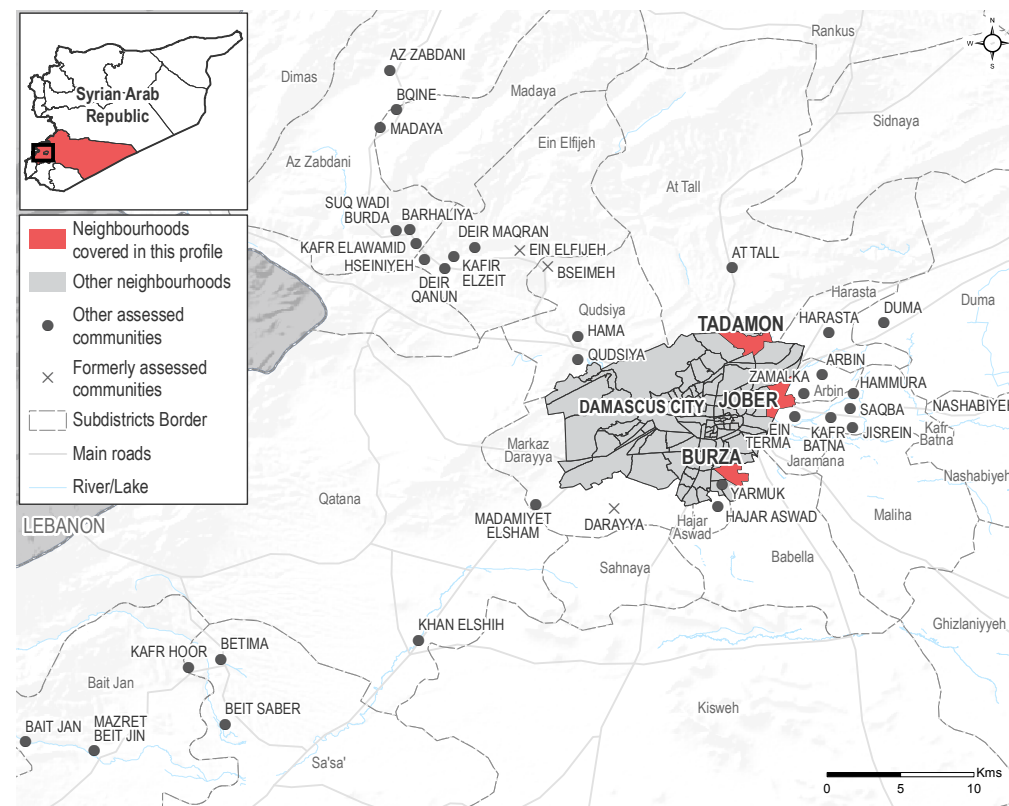 Syrian Arab
Republic
Neighbourhoods
covered in this profile
Other neighbourhoods
Other assessed
communities
Formerly assessed
communities
Subdistricts Border
Main roads
River/Lake
N
W
S
Rankus
AZ ZABDANI
Dimas
BQINE
Madaya
MADAYA
Sidnaya
Ein Elfijeh
Az Zabdani
At Tall
SUQ WADI
BURDA
BARHALIYA
DEIR MAQRAN
KAFR ELAWAMID
EIN ELFIJEH
HSEINIYEH
KAFIR
ELZEIT
BSEIMEH
DEIR
QANUN
AT TALL
Harasta
Duma
Qudsiya
DUMA
HARASTA
TADAMON
HAMA
QUDSIYA
ARBIN
ZAMALKA
HAMMURA
Arbin
JOBER
DAMASCUS CITY
SAQBA
NASHABIYEH
EIN
TERMA
KAFR
BATNA
JISREIN
Kafr
Batna
Markaz
Darayya
BURZA
Jaramana
Nashabiyeh
YARMUK
Qatana
MADAMIYET
ELSHAM
DARAYYA
HAJAR ASWAD
Hajar
Aswad
Maliha
LEBANON
Babella
Sahnaya
KHAN ELSHIH
Ghizlaniyyeh
BETIMA
KAFR HOOR
Bait Jan
BEIT SABER
Kisweh
BAIT JAN
MAZRET
BEIT JIN
Sa'sa'
Kms
0 5 10